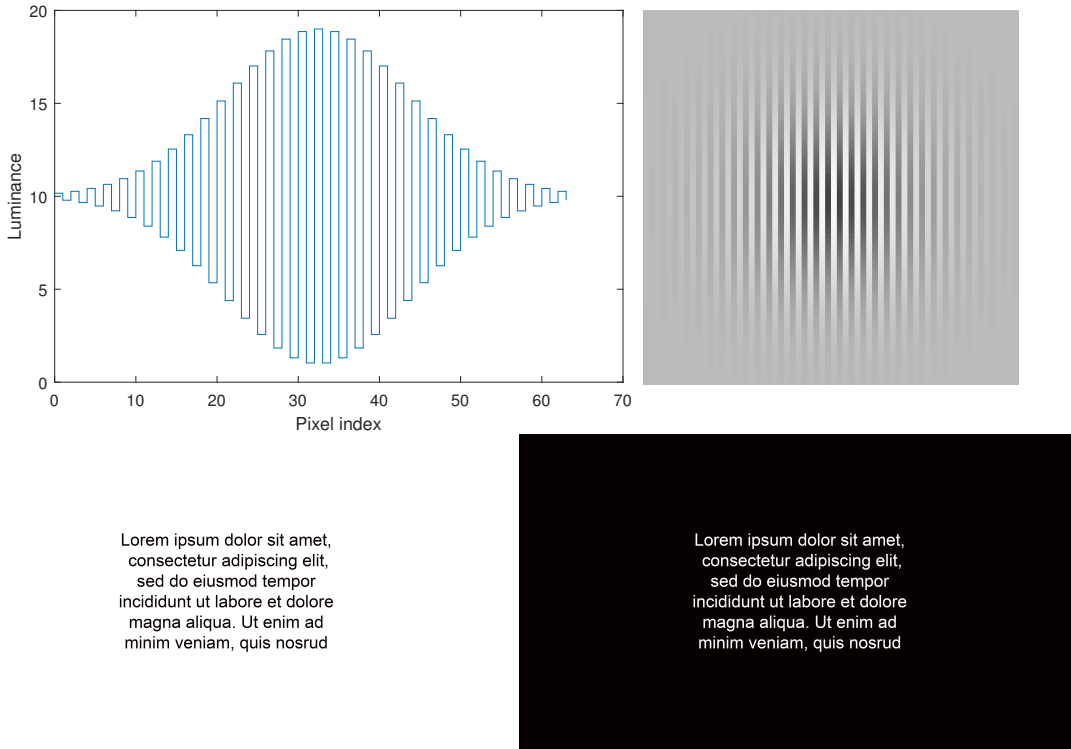 20
15
10
5
0
Luminance
0 10 20 30 40 50 60 70
Pixel index
Lorem ipsum dolor sit amet,
consectetur adipiscing elit,
sed do eiusmod tempor
incididunt ut labore et dolore
magna aliqua. Ut enim ad
minim veniam, quis nosrud
Lorem ipsum dolor sit amet,
consectetur adipiscing elit,
sed do eiusmod tempor
incididunt ut labore et dolore
magna aliqua. Ut enim ad
minim veniam, quis nosrud